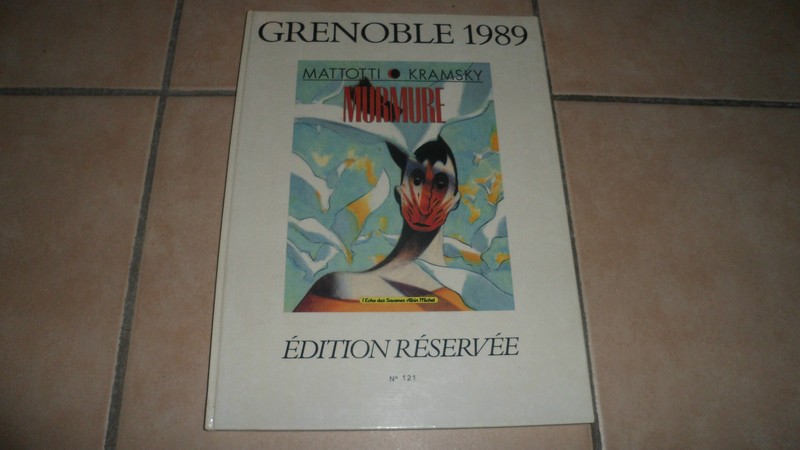 GRENOBLE 1989
MATTOTTI KRAMSKY
MURMURE
l'Echo des Savanes Albin Michel
ÉDITION RÉSERVÉE
N° 121